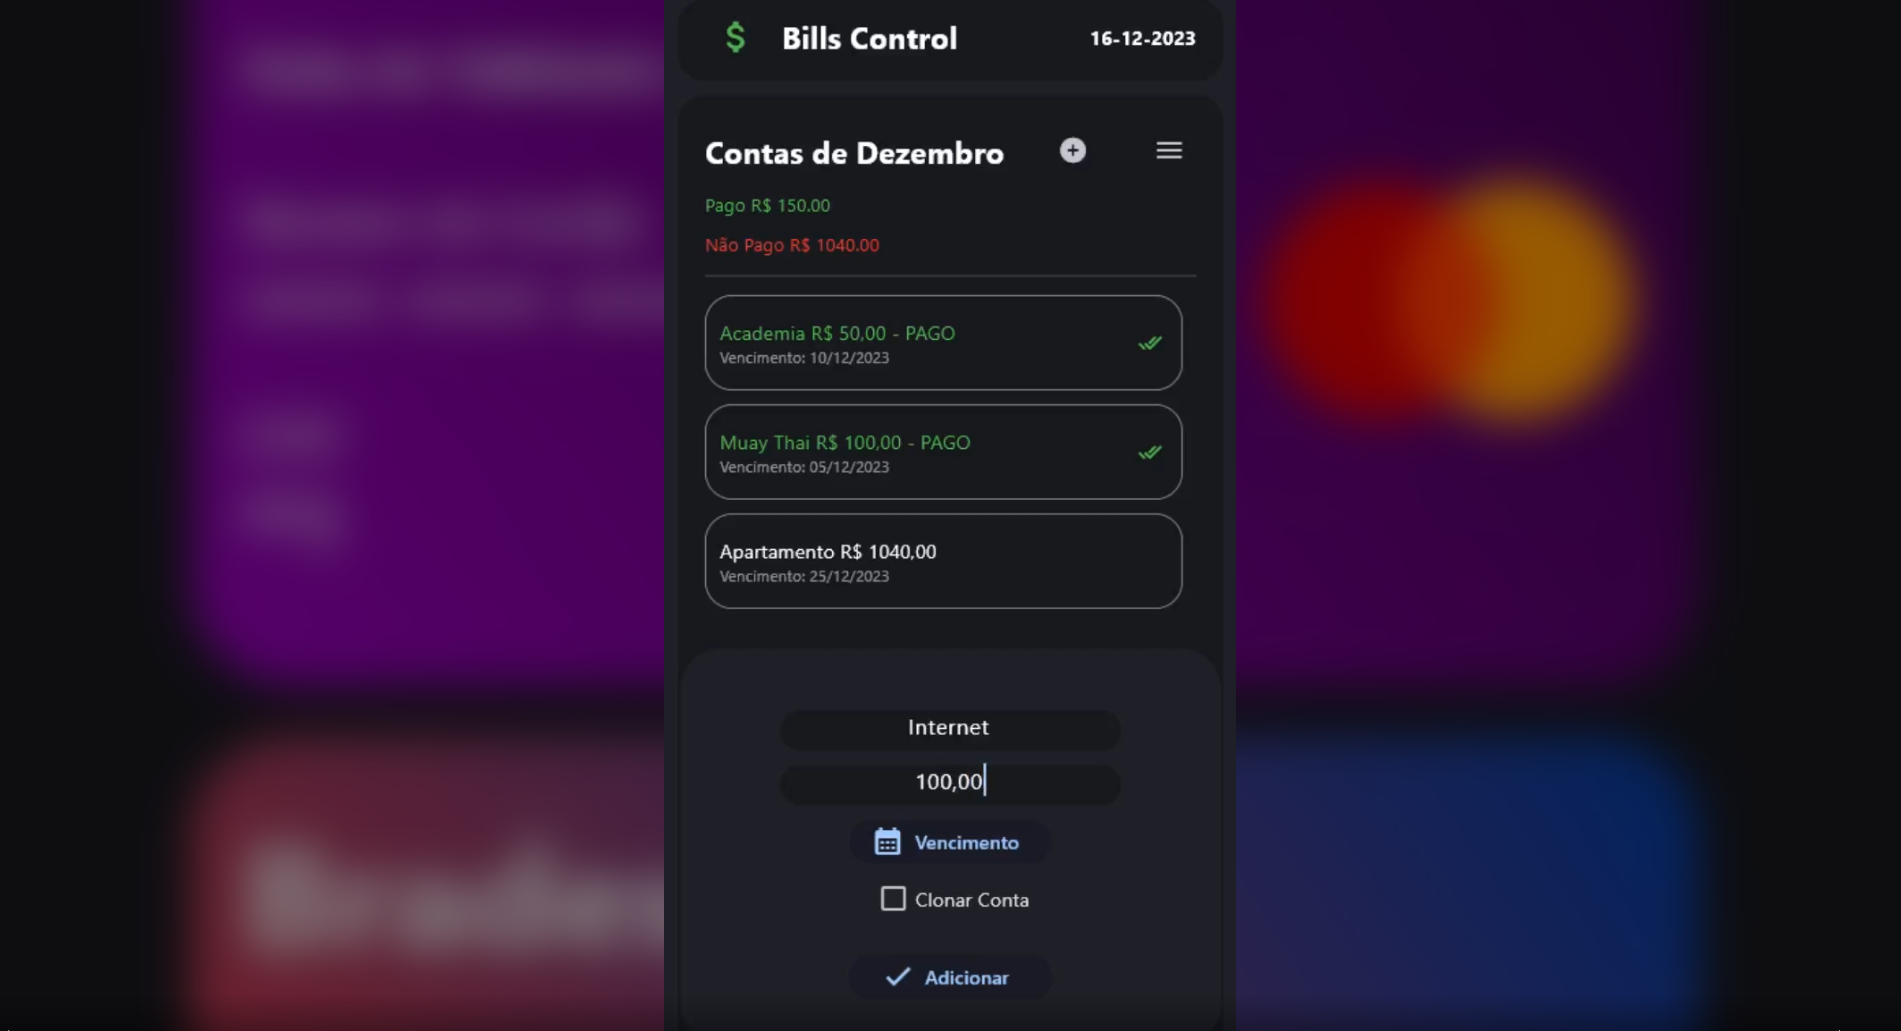 Bills Control
16-12-2023
Contas de Dezembro
Pago R$ 150.00
Não Pago R$ 1040.00
Academia R$ 50,00 - PAGO
Vencimento: 10/12/2023
Muay Thai R$ 100,00 - PAGO
Vencimento: 05/12/2023
Apartamento R$ 1040,00
Vencimento: 25/12/2023
Internet
100,00
Vencimento
Clonar Conta
Adicionar